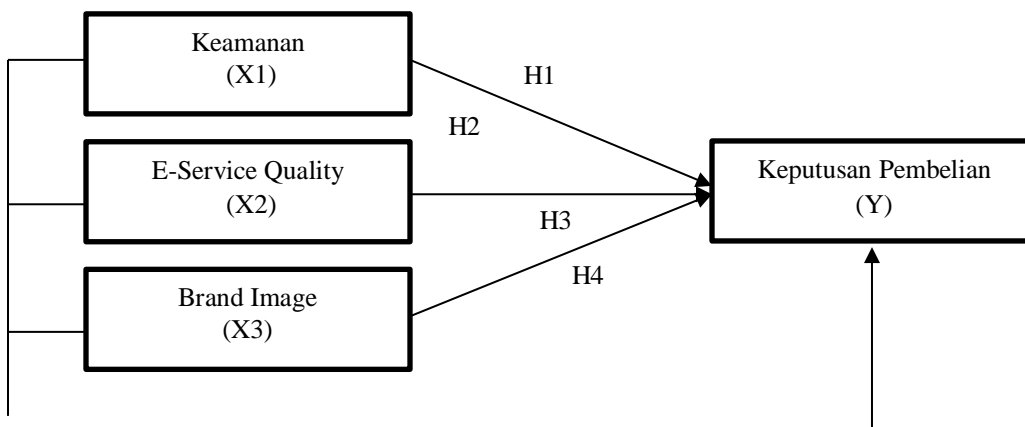 Keamanan
(X1)
H1
H2
E-Service Quality
(X2)
Keputusan Pembelian
(Y)
H3
H4
Brand Image
(X3)